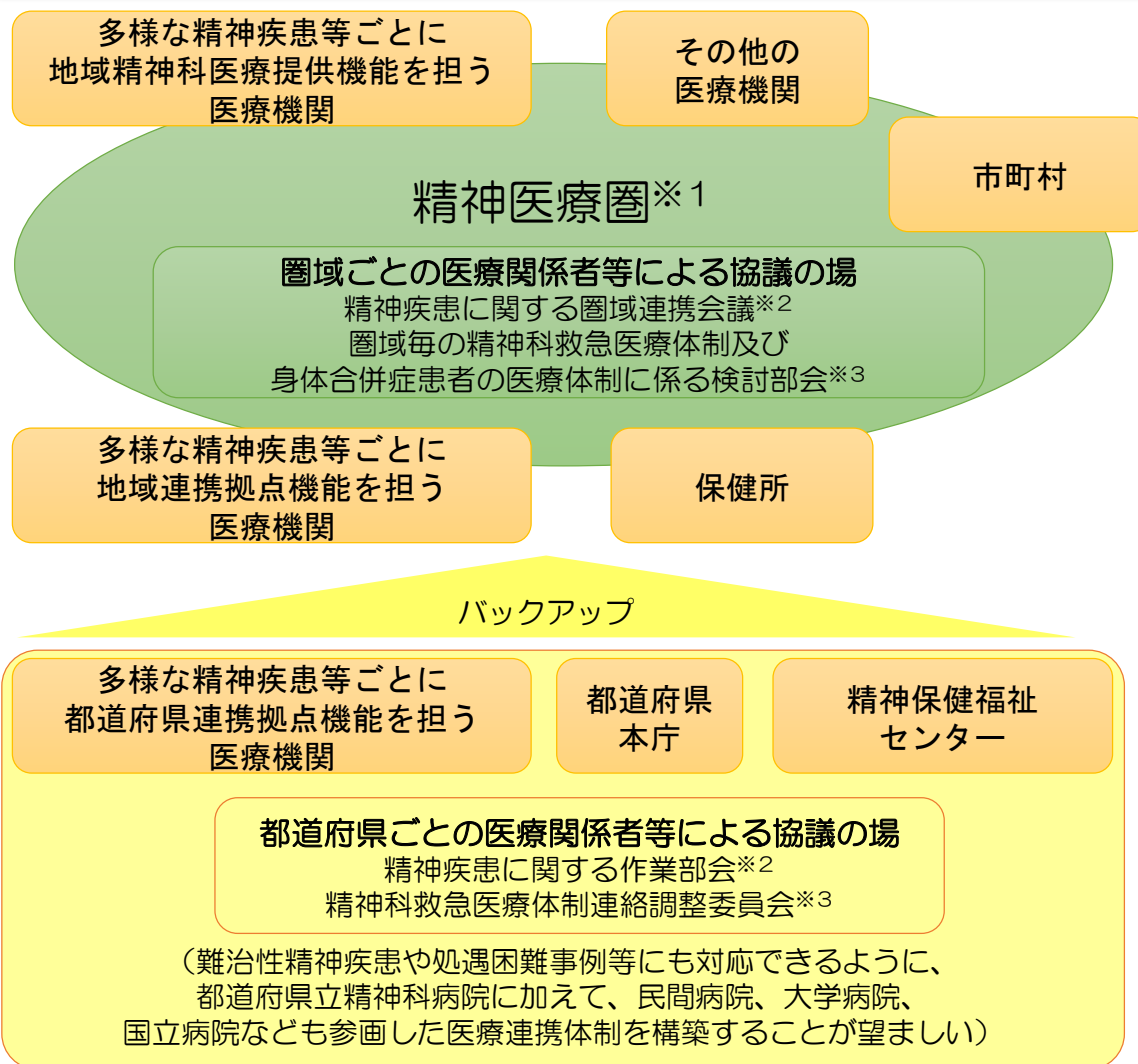 多様な精神疾患等ごとに
地域精神科医療提供機能を担う
医療機関
その他の
医療機関
市町村
精神医療圏※1
圏域ごとの医療関係者等による協議の場
精神疾患に関する圏域連携会議※2
圏域毎の精神科救急医療体制及び
身体合併症患者の医療体制に係る検討部会※3
多様な精神疾患等ごとに
地域連携拠点機能を担う
医療機関
保健所
バックアップ
多様な精神疾患等ごとに
都道府県連携拠点機能を担う
医療機関
都道府県
本庁
精神保健福祉
センター
都道府県ごとの医療関係者等による協議の場
精神疾患に関する作業部会※2
精神科救急医療体制連絡調整委員会※3
（難治性精神疾患や処遇困難事例等にも対応できるように、
都道府県立精神科病院に加えて、民間病院、大学病院、
国立病院なども参画した医療連携体制を構築することが望ましい）